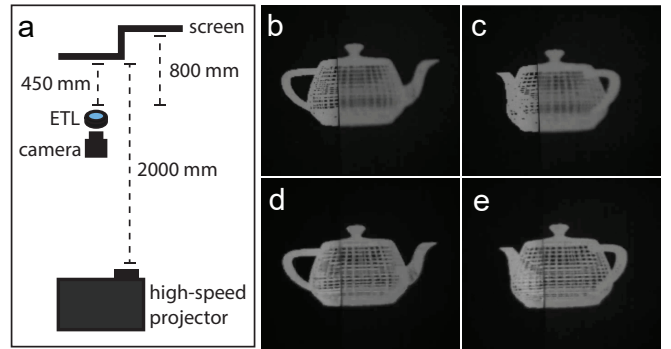 a
screen
450 mm
800 mm
ETL
camera
2000 mm
high-speed
projector
b
c
d
e